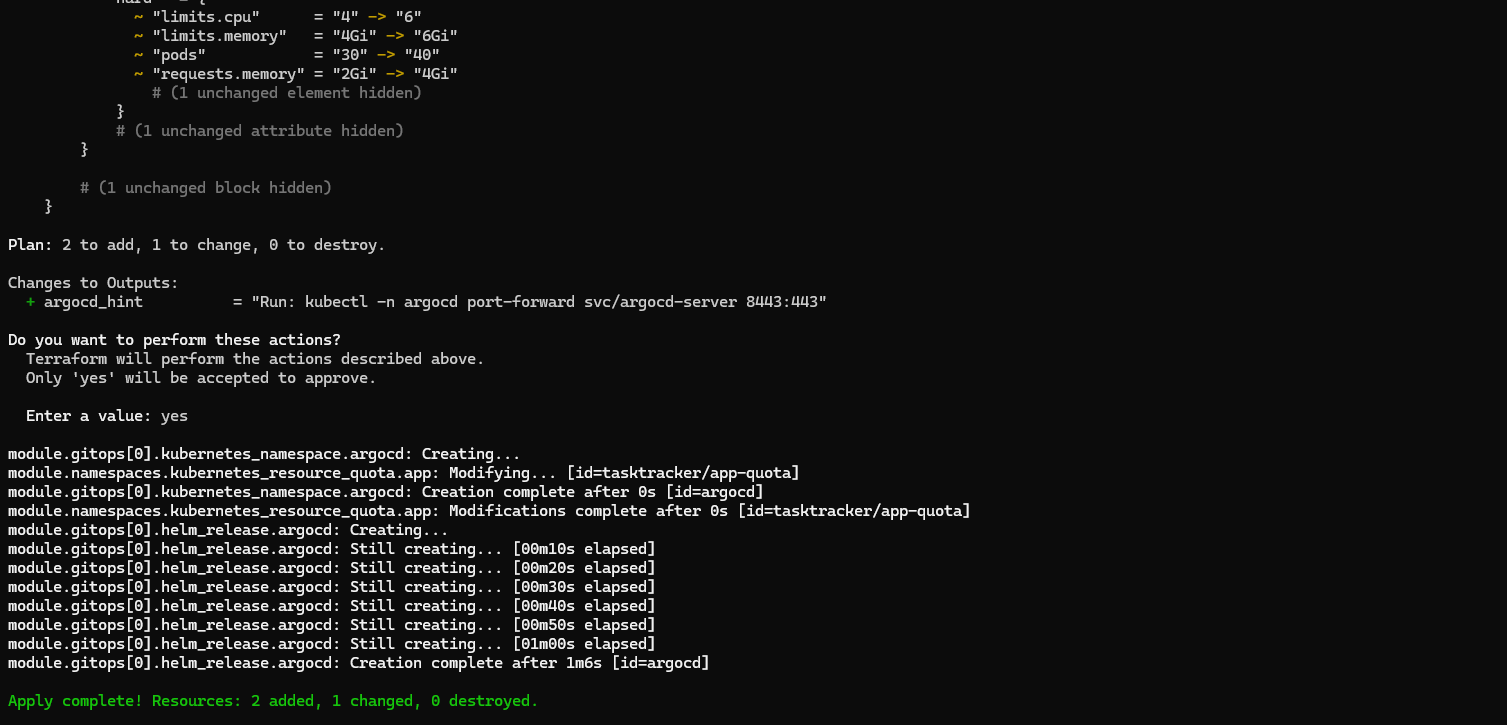 hard = {
~ "limits.cpu" = "4" -> "6"
~ "limits.memory" = "4Gi" -> "6Gi"
~ "pods" = "30" -> "40"
~ "requests.memory" = "2Gi" -> "4Gi"
# (1 unchanged element hidden)
}
# (1 unchanged attribute hidden)
}
# (1 unchanged block hidden)
}
Plan: 2 to add, 1 to change, 0 to destroy.
Changes to Outputs:
+ argocd_hint = "Run: kubectl -n argocd port-forward svc/argocd-server 8443:443"
Do you want to perform these actions?
Terraform will perform the actions described above.
Only 'yes' will be accepted to approve.
Enter a value: yes
module.gitops[0].kubernetes_namespace.argocd: Creating...
module.namespaces.kubernetes_resource_quota.app: Modifying... [id=tasktracker/app-quota]
module.gitops[0].kubernetes_namespace.argocd: Creation complete after 0s [id=argocd]
module.namespaces.kubernetes_resource_quota.app: Modifications complete after 0s [id=tasktracker/app-quota]
module.gitops[0].helm_release.argocd: Creating...
module.gitops[0].helm_release.argocd: Still creating... [00m10s elapsed]
module.gitops[0].helm_release.argocd: Still creating... [00m20s elapsed]
module.gitops[0].helm_release.argocd: Still creating... [00m30s elapsed]
module.gitops[0].helm_release.argocd: Still creating... [00m40s elapsed]
module.gitops[0].helm_release.argocd: Still creating... [00m50s elapsed]
module.gitops[0].helm_release.argocd: Still creating... [01m00s elapsed]
module.gitops[0].helm_release.argocd: Creation complete after 1m6s [id=argocd]
Apply complete! Resources: 2 added, 1 changed, 0 destroyed.